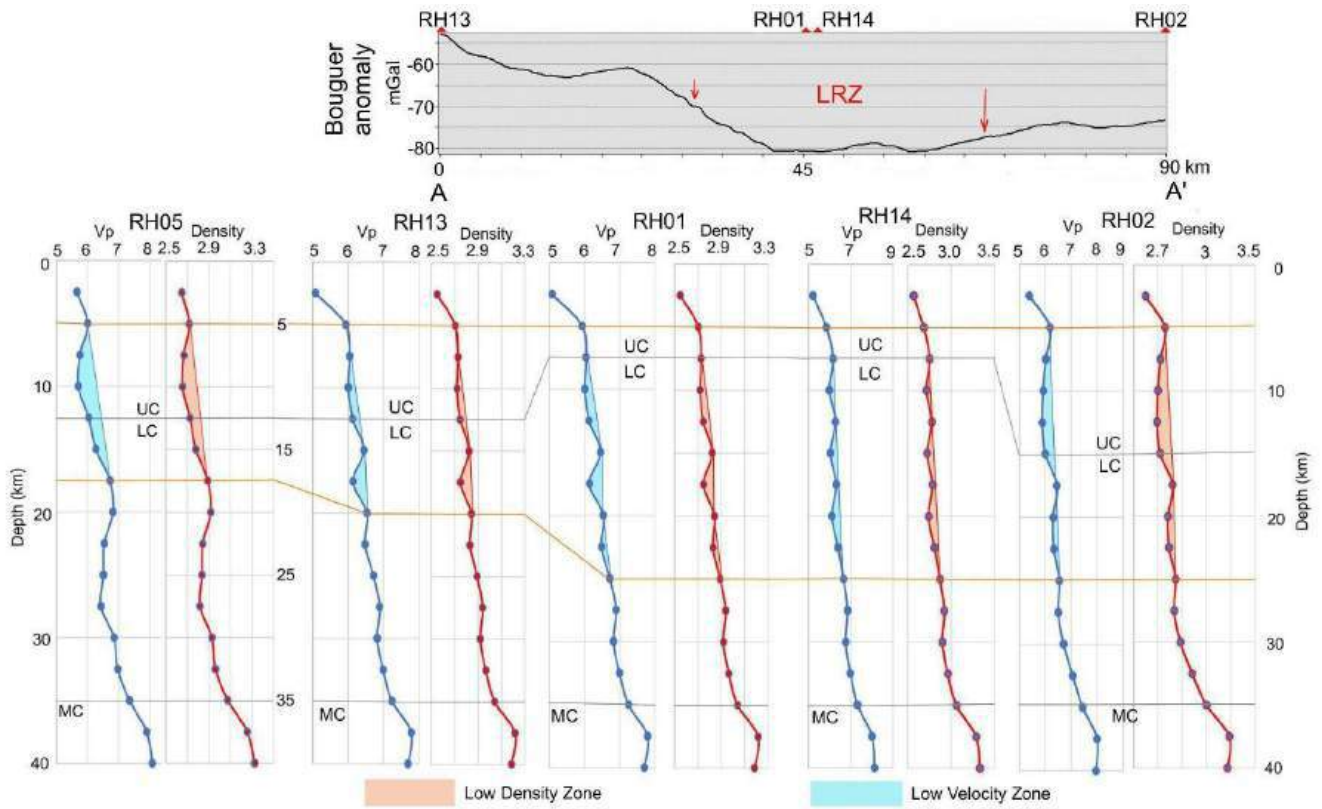 RH13 RH01 RH14 RH02
Bouguer anomaly
mGal
-60
-70
-80
LRZ
0 45 90 km
A A'
RH05 RH13 RH01 RH14 RH02
Vp Density Vp Density Vp Density Vp Density Vp Density
5 6 7 8 2.5 2.9 3.3 5 6 7 8 2.5 2.9 3.3 5 6 7 8 2.5 2.9 3.3 5 7 9 2.5 3.0 3.5 5 6 7 8 9 2.7 3 3.5
0 0
5
UC UC
LC LC
10 10
UC UC
LC LC
15
UC
LC
20 20
25
30 30
35
MC MC MC MC MC
40 40
Depth (km) Depth (km)
Low Density Zone Low Velocity Zone